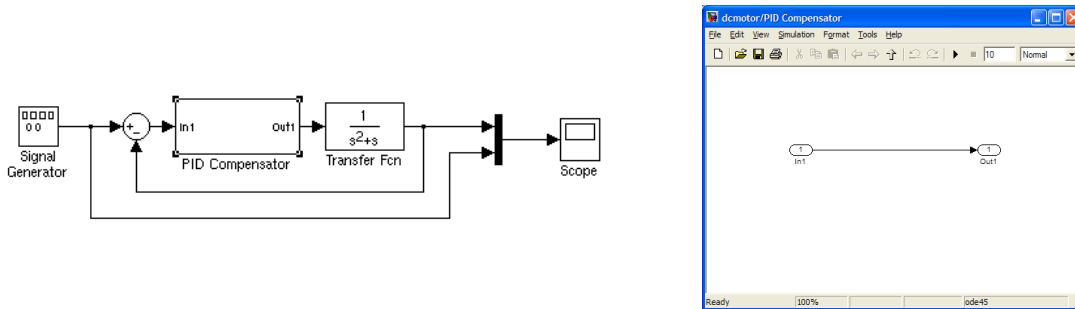 Signal
Generator
+
-
In1
Out1
PID Compensator
1
s2+s
Transfer Fcn
Scope
dcmotor/PID Compensator
File Edit View Simulation Format Tools Help
10 Normal
1
In1
1
Out1
Ready 100% ode45